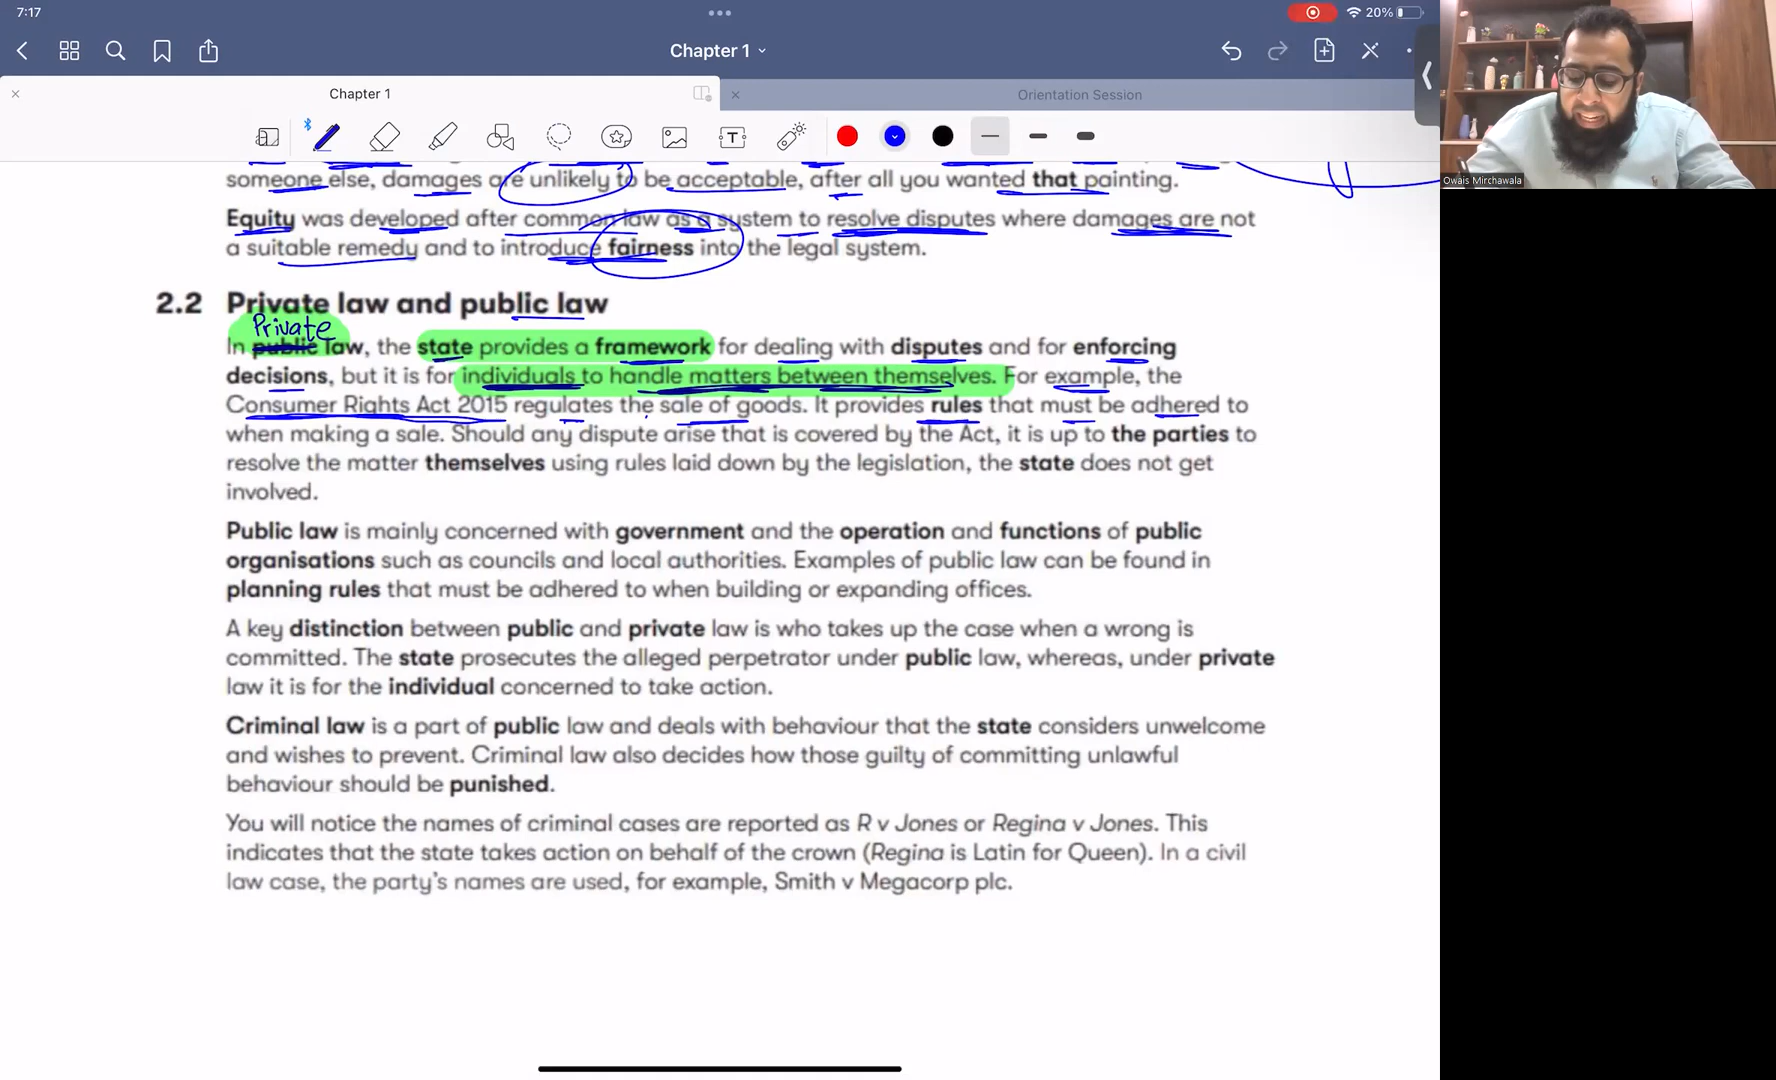 7:17
20%
Chapter 1
Chapter 1
Orientation Session
T
Owais Mirchawala
someone else, damages are unlikely to be acceptable, after all you wanted that painting.
Equity was developed after common law as a system to resolve disputes where damages are not
a suitable remedy and to introduce fairness into the legal system.
2.2 Private law and public law
Private
In public law, the state provides a framework for dealing with disputes and for enforcing
decisions, but it is for individuals to handle matters between themselves. For example, the
Consumer Rights Act 2015 regulates the sale of goods. It provides rules that must be adhered to
when making a sale. Should any dispute arise that is covered by the Act, it is up to the parties to
resolve the matter themselves using rules laid down by the legislation, the state does not get
involved.
Public law is mainly concerned with government and the operation and functions of public
organisations such as councils and local authorities. Examples of public law can be found in
planning rules that must be adhered to when building or expanding offices.
A key distinction between public and private law is who takes up the case when a wrong is
committed. The state prosecutes the alleged perpetrator under public law, whereas, under private
law it is for the individual concerned to take action.
Criminal law is a part of public law and deals with behaviour that the state considers unwelcome
and wishes to prevent. Criminal law also decides how those guilty of committing unlawful
behaviour should be punished.
You will notice the names of criminal cases are reported as R v Jones or Regina v Jones. This
indicates that the state takes action on behalf of the crown (Regina is Latin for Queen). In a civil
law case, the party's names are used, for example, Smith v Megacorp plc.